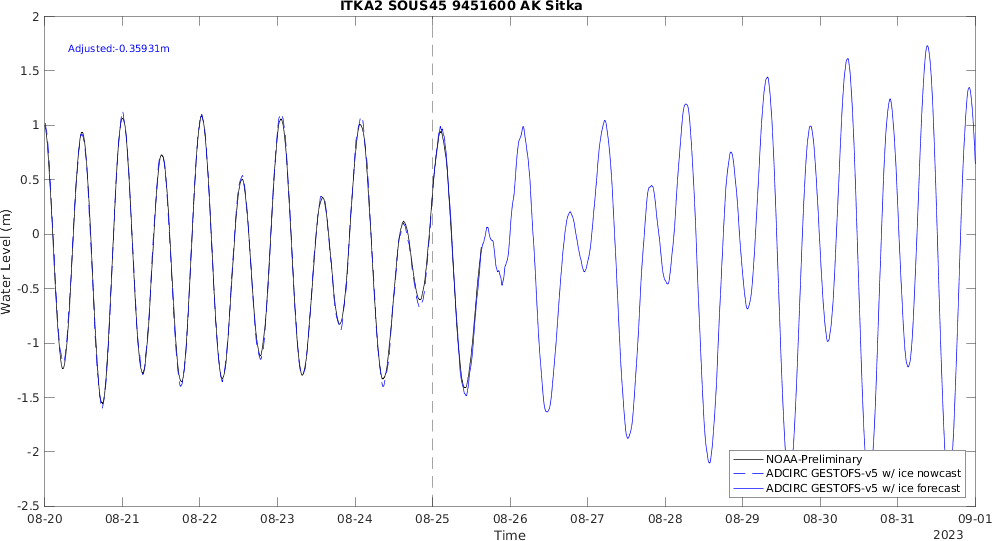 ITKA2 SOUS45 9451600 AK Sitka
Adjusted:-0.35931m
Water Level (m)
2
1.5
1
0.5
0
-0.5
-1
-1.5
-2
-2.5
NOAA-Preliminary
ADCIRC GESTOFS-v5 w/ ice nowcast
ADCIRC GESTOFS-v5 w/ ice forecast
08-20 08-21 08-22 08-23 08-24 08-25 08-26 08-27 08-28 08-29 08-30 08-31 09-01
Time
2023